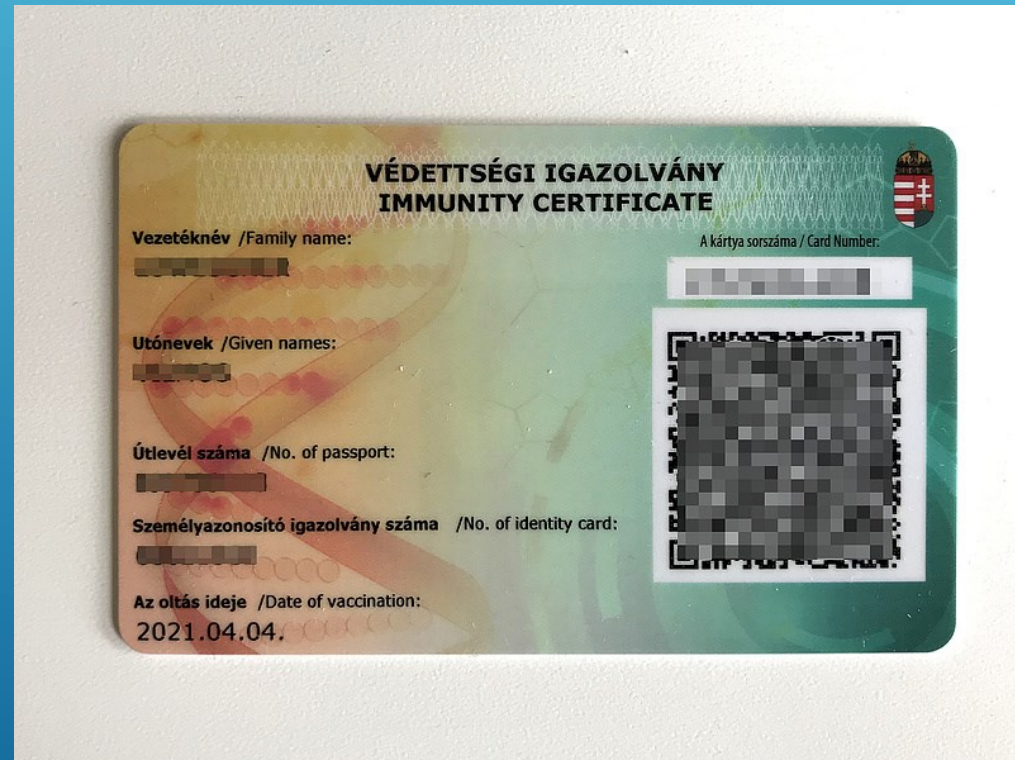 VÉDETTSÉGI IGAZOLVÁNY
IMMUNITY CERTIFICATE
Vezetéknév /Family name:
A kártya sorszáma / Card Number:
Utónevek /Given names:
Útlevél száma /No. of passport:
Személyazonosító igazolvány száma /No. of identity card:
Az oltás ideje /Date of vaccination:
2021.04.04.